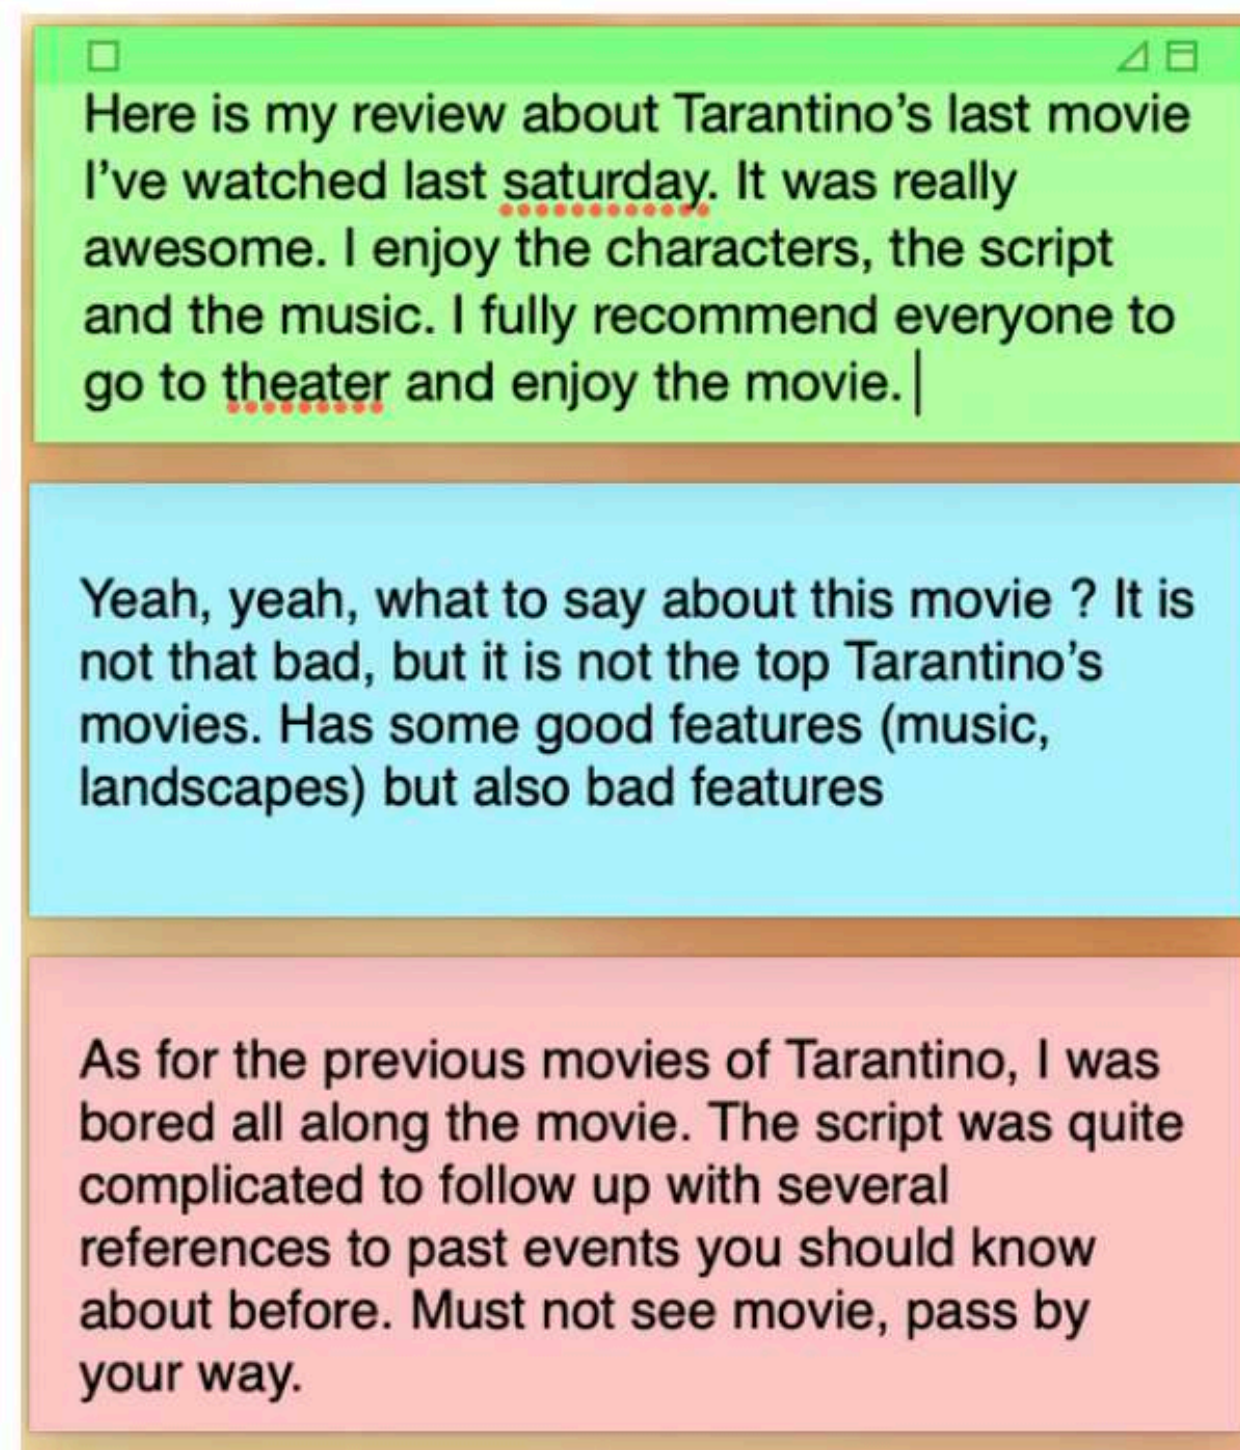 Here is my review about Tarantino’s last movie
I’ve watched last saturday. It was really
awesome. I enjoy the characters, the script
and the music. I fully recommend everyone to
go to theater and enjoy the movie.
Yeah, yeah, what to say about this movie ? It is
not that bad, but it is not the top Tarantino’s
movies. Has some good features (music,
landscapes) but also bad features
As for the previous movies of Tarantino, I was
bored all along the movie. The script was quite
complicated to follow up with several
references to past events you should know
about before. Must not see movie, pass by
your way.